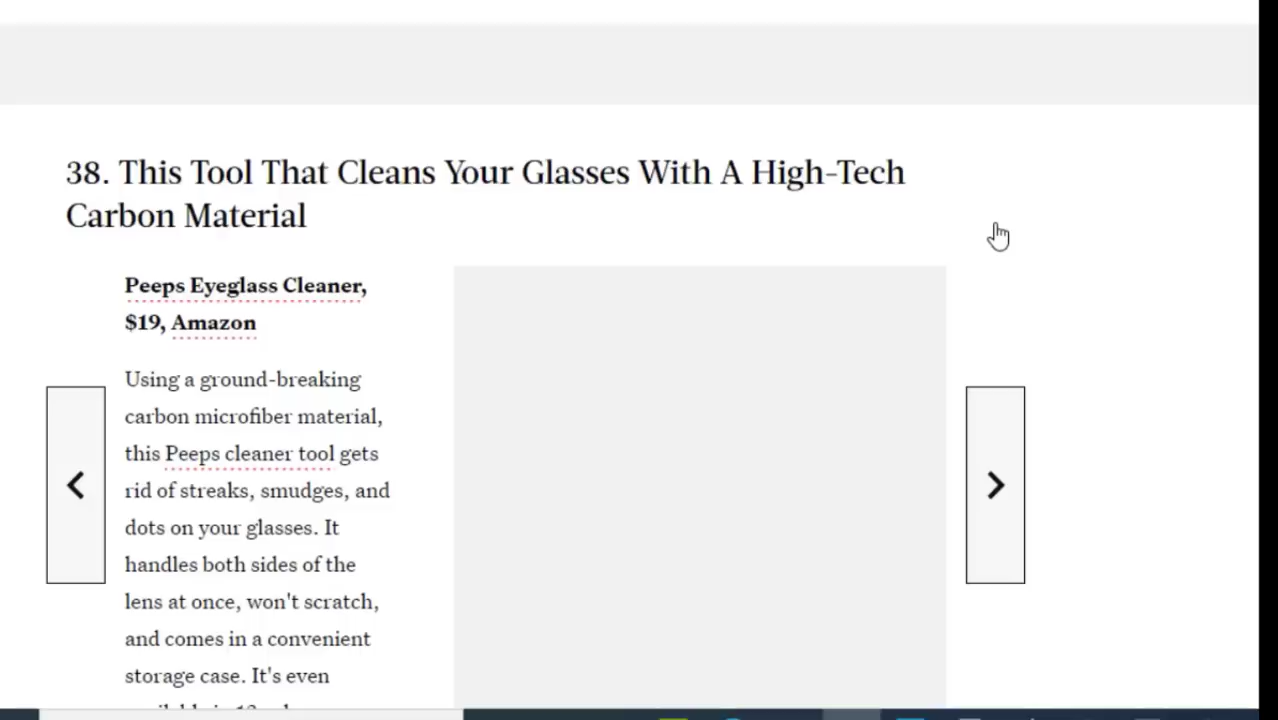 38. This Tool That Cleans Your Glasses With A High-Tech
Carbon Material
Peeps Eyeglass Cleaner,
$19, Amazon
Using a ground-breaking
carbon microfiber material,
this Peeps cleaner tool gets
rid of streaks, smudges, and
dots on your glasses. It
handles both sides of the
lens at once, won't scratch,
and comes in a convenient
storage case. It's even